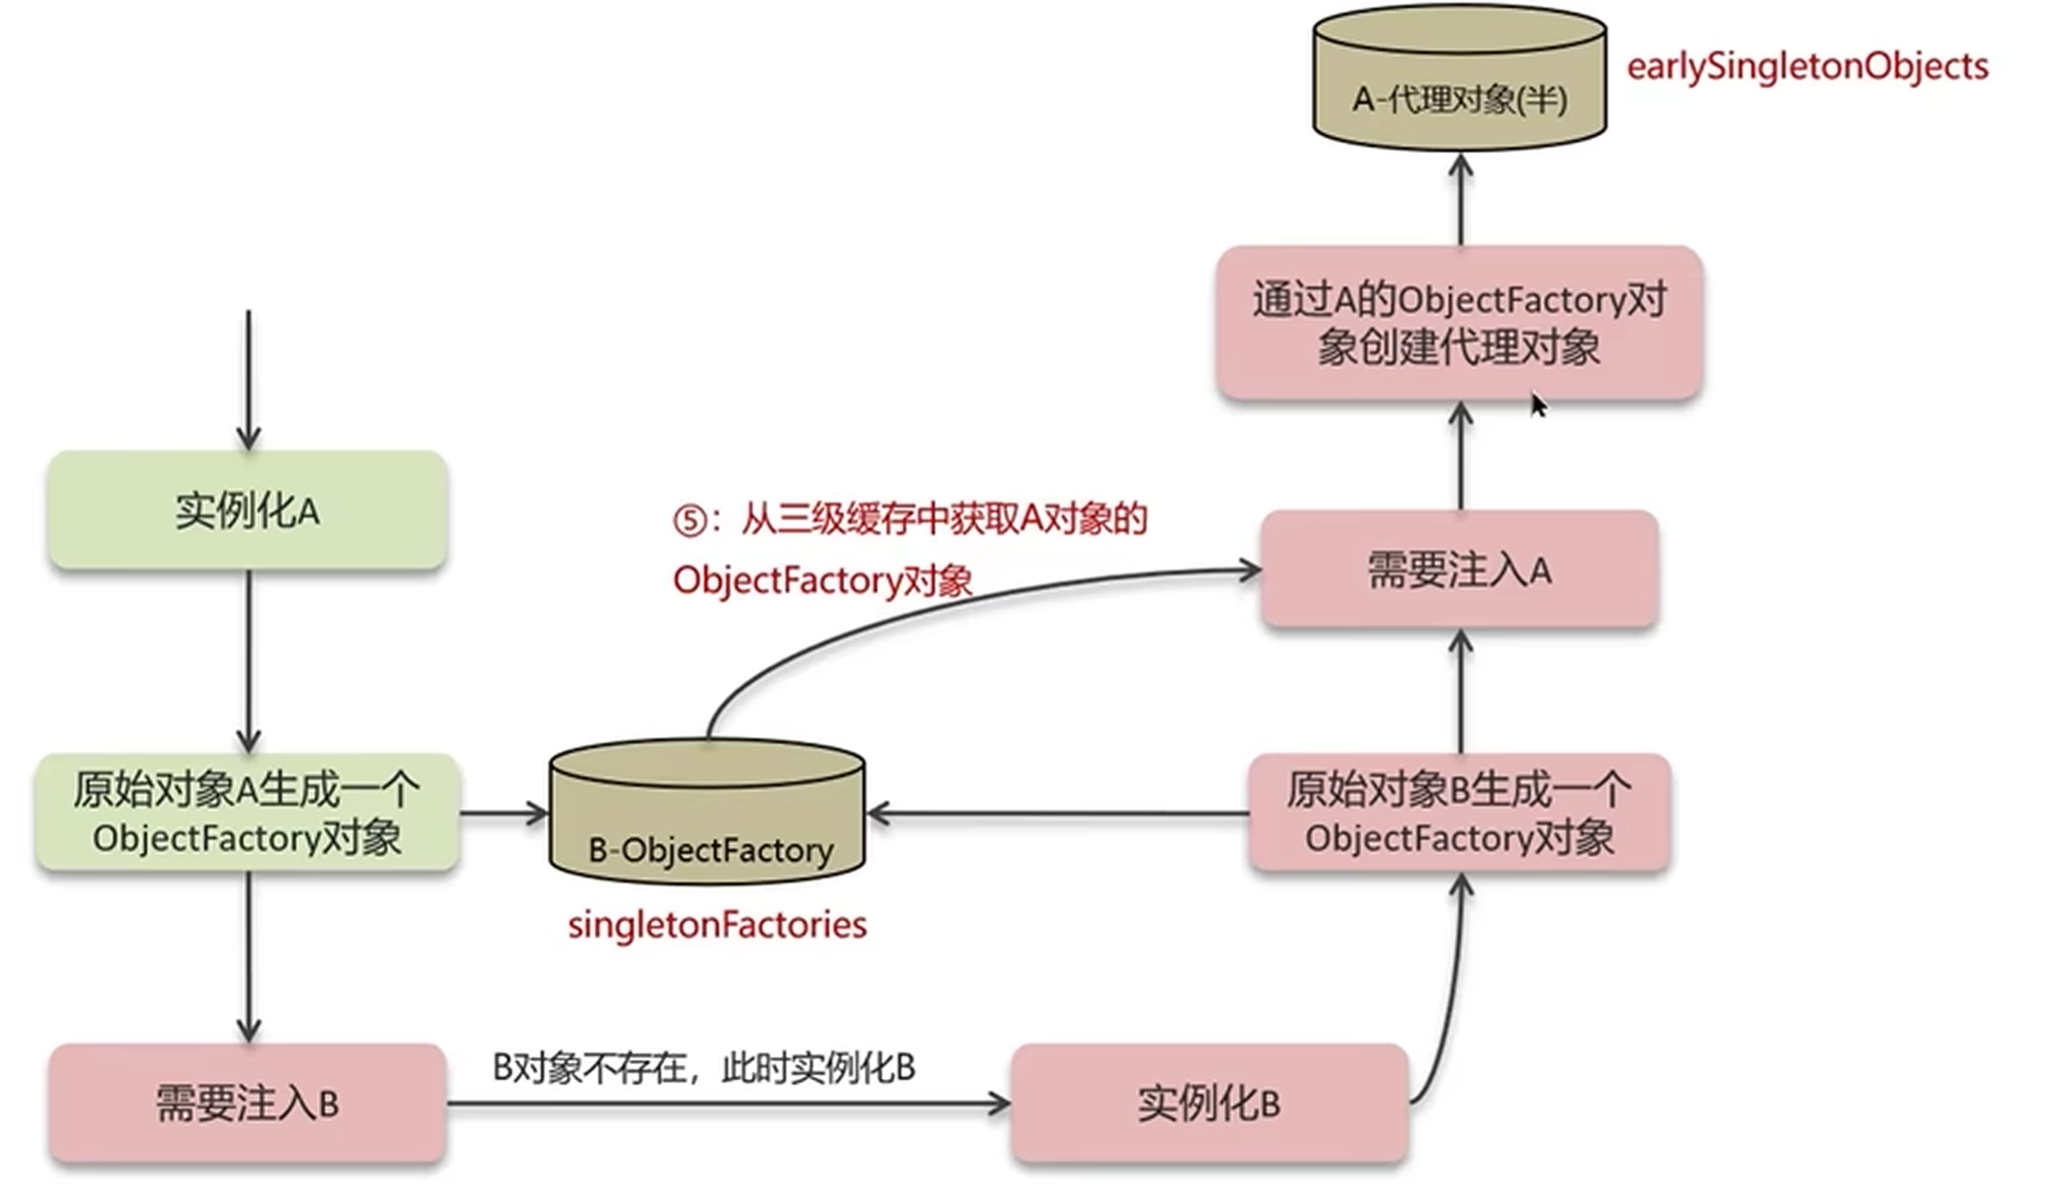 earlySingletonObjects
A-代理对象(半)
通过A的ObjectFactory对
象创建代理对象
实例化A
⑤：从三级缓存中获取A对象的
ObjectFactory对象
需要注入A
原始对象A生成一个
ObjectFactory对象
B-ObjectFactory
原始对象B生成一个
ObjectFactory对象
singletonFactories
需要注入B
B对象不存在，此时实例化B
实例化B